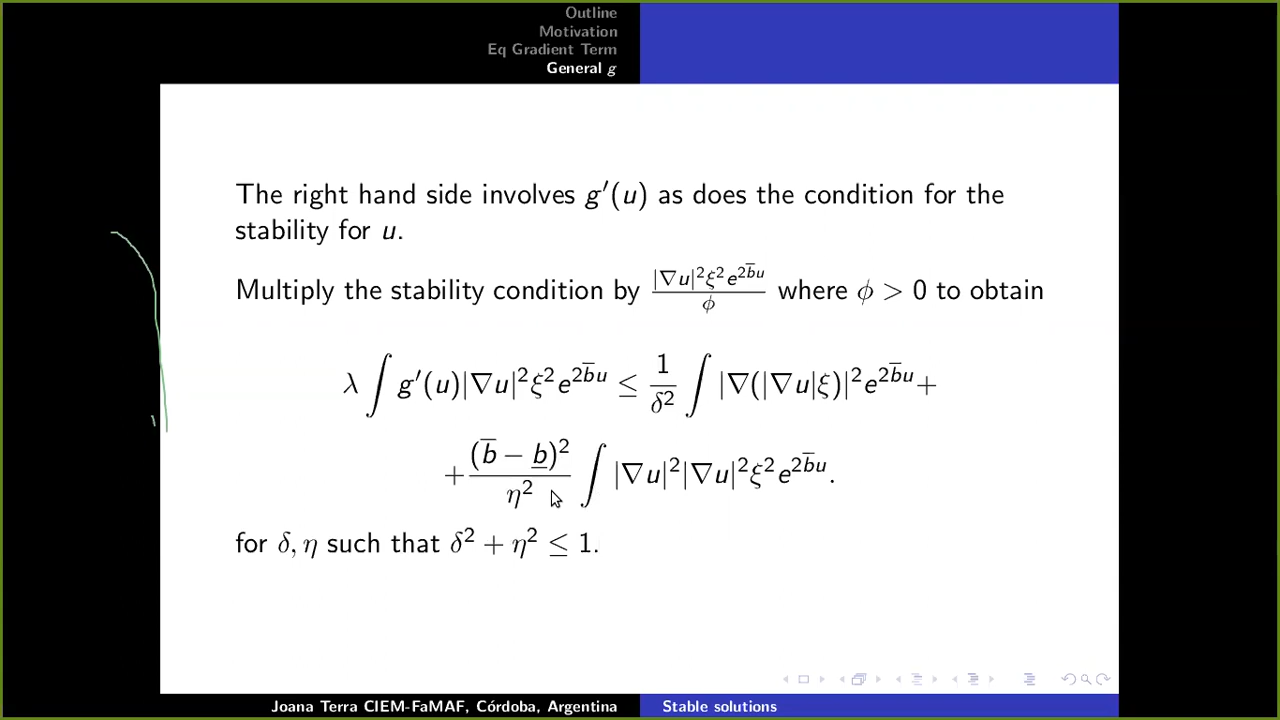 Outline
Motivation
Eq Gradient Term
General g
The right hand side involves g′(u) as does the condition for the
stability for u.
Multiply the stability condition by |∇u|²ξ²e^{2b̅u}/ϕ where ϕ > 0 to obtain
λ ∫ g′(u)|∇u|²ξ²e^{2b̅u} ≤ 1/δ² ∫ |∇(|∇u|ξ)|²e^{2b̅u}+
+(b̅ − b̲)²/η² ∫ |∇u|²|∇u|²ξ²e^{2b̅u}.
for δ, η such that δ² + η² ≤ 1.
Joana Terra CIEM-FaMAF, Córdoba, Argentina
Stable solutions